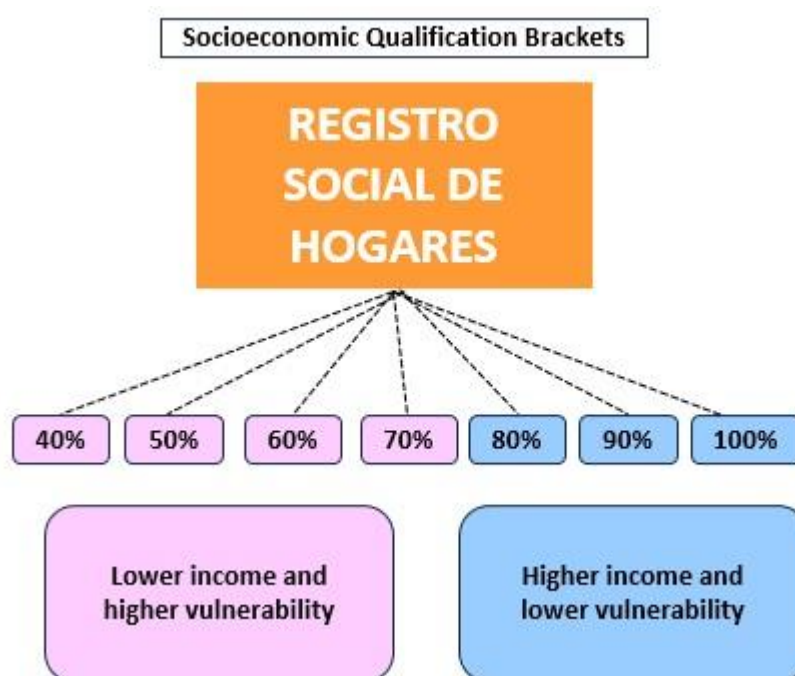 Socioeconomic Qualification Brackets
REGISTRO
SOCIAL DE
HOGARES
40% 50% 60% 70% 80% 90% 100%
Lower income and
higher vulnerability
Higher income and
lower vulnerability